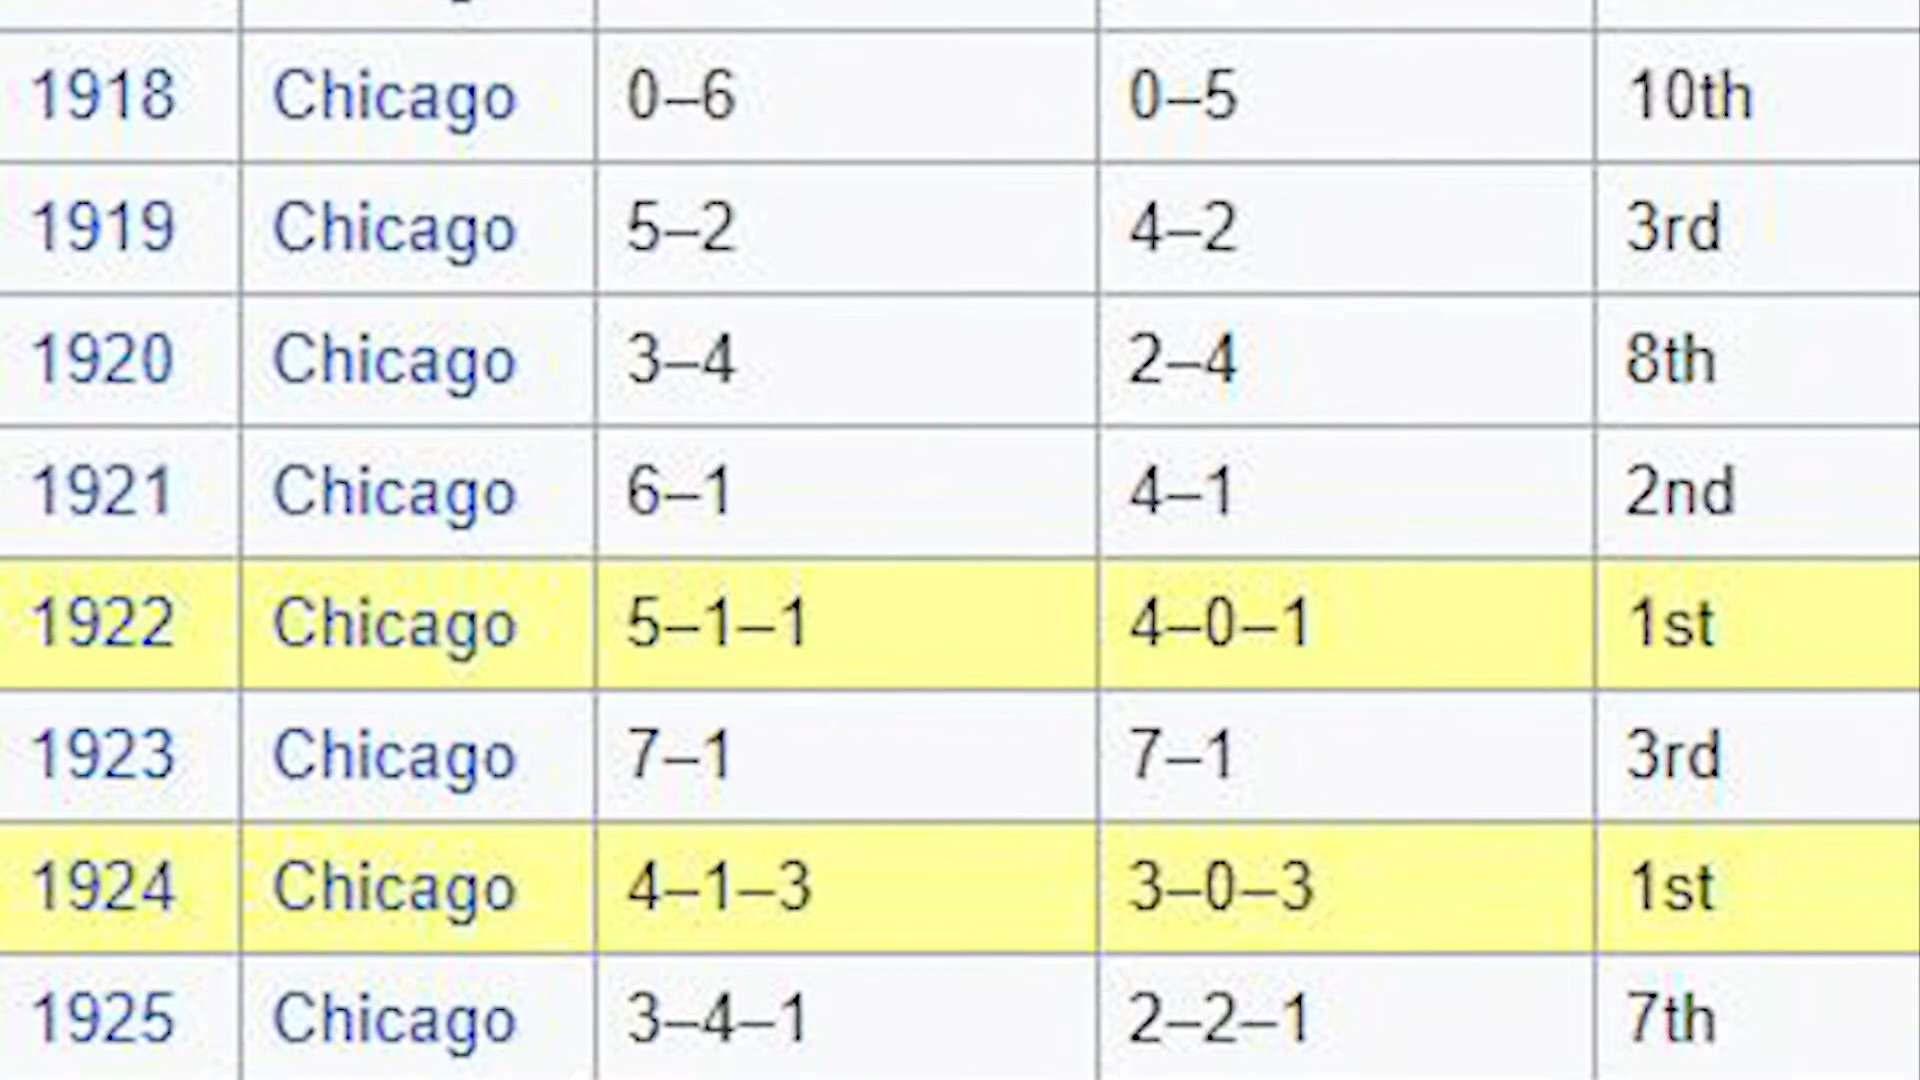 1918 Chicago 0–6 0–5 10th
1919 Chicago 5–2 4–2 3rd
1920 Chicago 3–4 2–4 8th
1921 Chicago 6–1 4–1 2nd
1922 Chicago 5–1–1 4–0–1 1st
1923 Chicago 7–1 7–1 3rd
1924 Chicago 4–1–3 3–0–3 1st
1925 Chicago 3–4–1 2–2–1 7th